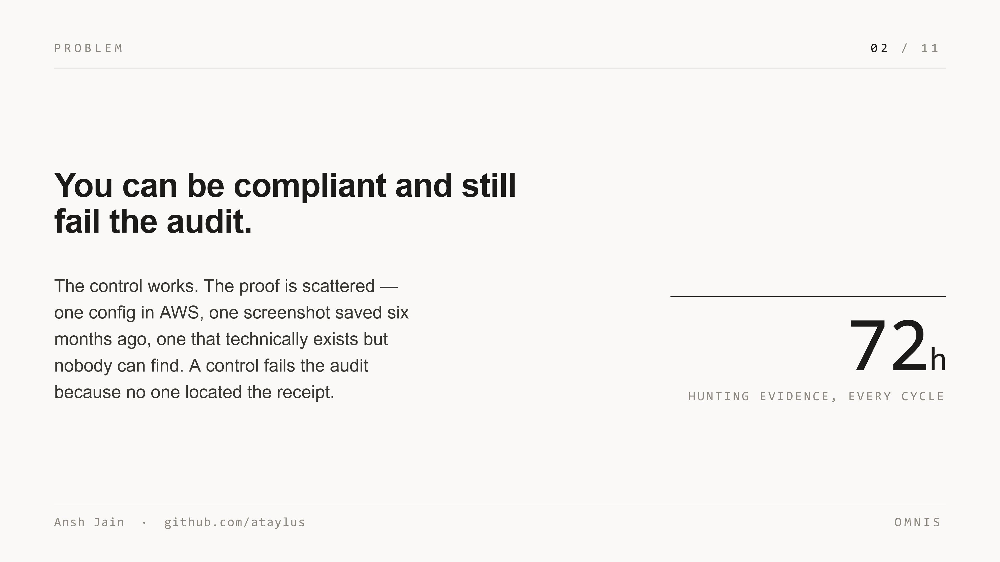 PROBLEM
02 / 11
You can be compliant and still
fail the audit.
The control works. The proof is scattered —
one config in AWS, one screenshot saved six
months ago, one that technically exists but
nobody can find. A control fails the audit
because no one located the receipt.
72h
HUNTING EVIDENCE, EVERY CYCLE
Ansh Jain · github.com/ataylus
OMNIS